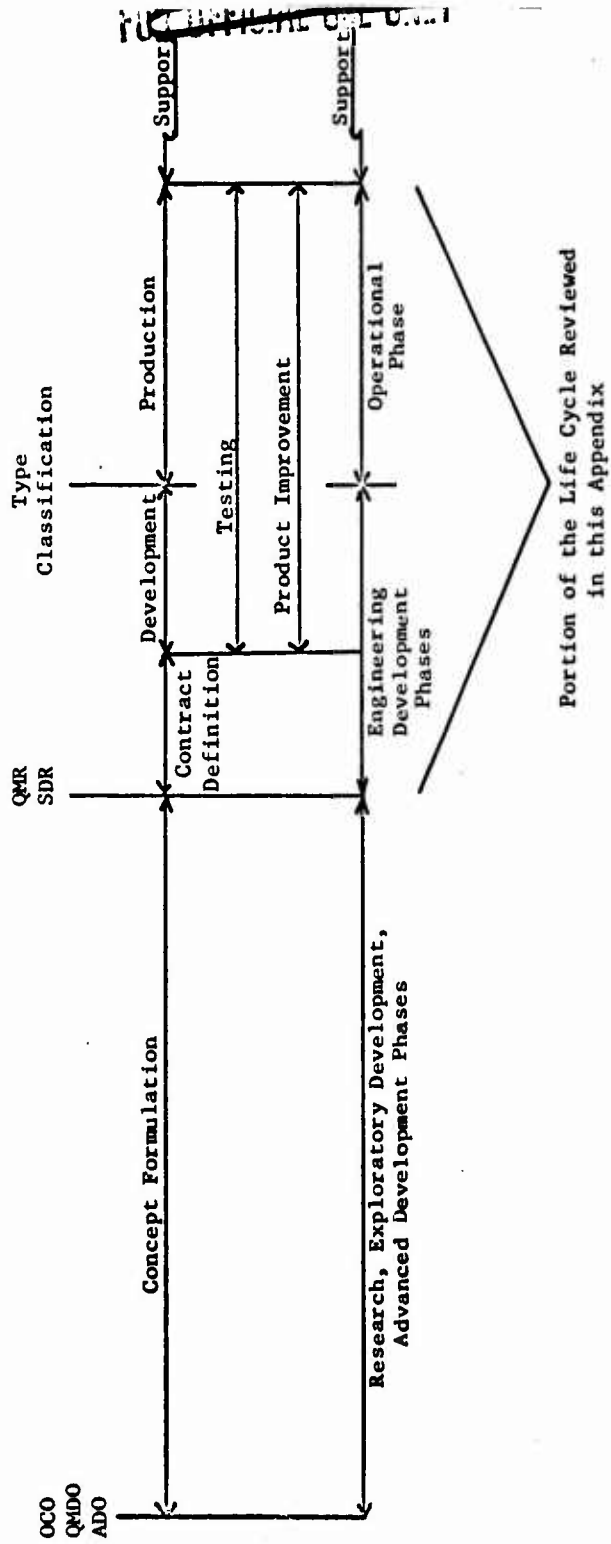 OCO
QMDO
ADO
QMR
SDR
Type
Classification
Concept Formulation
Contract
Definition
Development
Production
Support
Testing
Product Improvement
Research, Exploratory Development,
Advanced Development Phases
Engineering
Development
Phases
Operational
Phase
Support
Portion of the Life Cycle Reviewed
in this Appendix